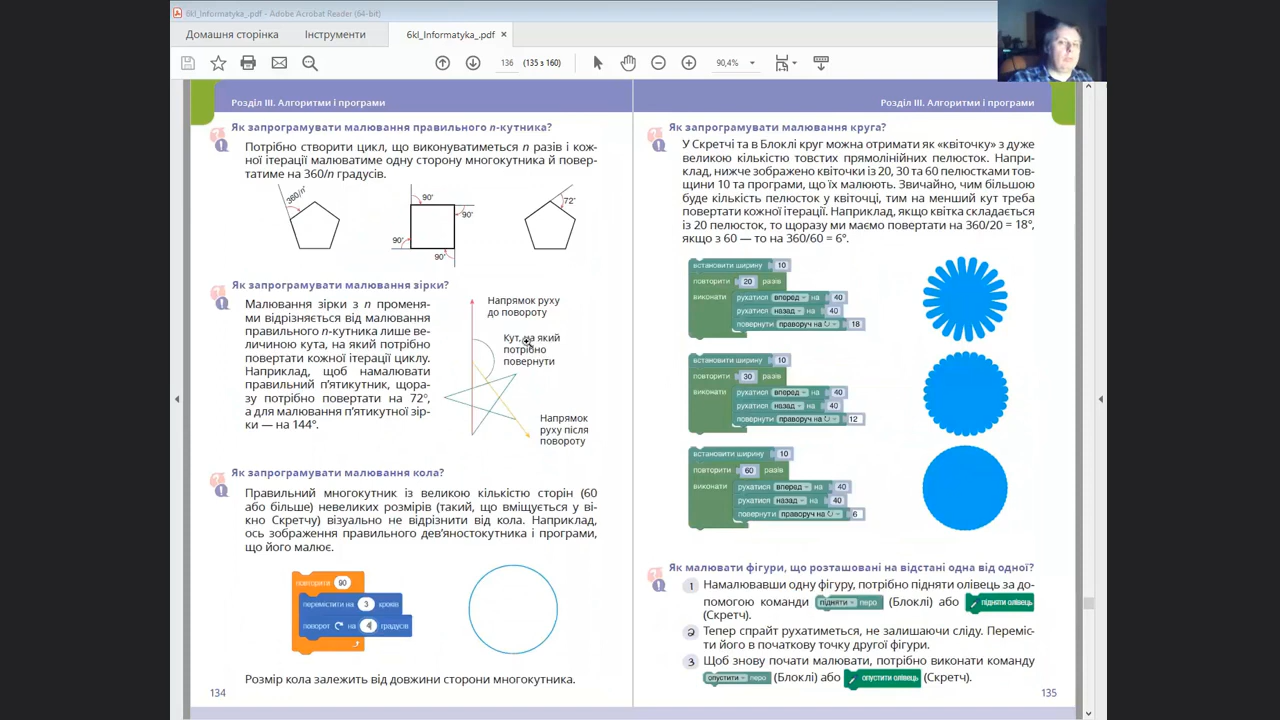 6kl_Informatyka_.pdf - Adobe Acrobat Reader (64-bit)
Домашня сторінка
Інструменти
6kl_Informatyka_.pdf ×
136
(135 з 160)
90,4%
Розділ III. Алгоритми і програми
Як запрограмувати малювання правильного n-кутника?
Потрібно створити цикл, що виконуватиметься n разів і кож-
ної ітерації малюватиме одну сторону многокутника й повер-
татиме на 360/n градусів.
360/n°
90°
90°
90°
90°
72°
Як запрограмувати малювання зірки?
Малювання зірки з n променя-
ми відрізняється від малювання
правильного n-кутника лише ве-
личиною кута, на який потрібно
повертати кожної ітерації циклу.
Наприклад, щоб намалювати
правильний п’ятикутник, щора-
зу потрібно повертати на 72°,
а для малювання п’ятикутної зір-
ки — на 144°.
Напрямок руху
до повороту
Кут, на який
потрібно
повернути
Напрямок
руху після
повороту
Як запрограмувати малювання кола?
Правильний многокутник із великою кількістю сторін (60
або більше) невеликих розмірів (такий, що вміщується у ві-
кно Скретчу) візуально не відрізнити від кола. Наприклад,
ось зображення правильного дев’яностокутника і програми,
що його малює.
повторити 90
перемістити на 3 кроків
поворот на 4 градусів
Розмір кола залежить від довжини сторони многокутника.
134
Розділ III. Алгоритми і програми
Як запрограмувати малювання круга?
У Скретчі та в Блоклі круг можна отримати як «квіточку» з дуже
великою кількістю товстих прямолінійних пелюсток. Напри-
клад, нижче зображено квіточки із 20, 30 та 60 пелюстками тов-
щини 10 та програми, що їх малюють. Звичайно, чим більшою
буде кількість пелюсток у квіточці, тим на менший кут треба
повертати кожної ітерації. Наприклад, якщо квітка складається
із 20 пелюсток, то щоразу ми маємо повертати на 360/20 = 18°,
якщо з 60 — то на 360/60 = 6°.
встановити ширину 10
повторити 20 разів
виконати рухатися вперед на 40
рухатися назад на 40
повернути праворуч на 18
встановити ширину 10
повторити 30 разів
виконати рухатися вперед на 40
рухатися назад на 40
повернути праворуч на 12
встановити ширину 10
повторити 60 разів
виконати рухатися вперед на 40
рухатися назад на 40
повернути праворуч на 6
Як малювати фігури, що розташовані на відстані одна від одної?
1 Намалювавши одну фігуру, потрібно підняти олівець за до-
помогою команди підняти перо (Блоклі) або підняти олівець
(Скретч).
2 Тепер спрайт рухатиметься, не залишаючи сліду. Переміс-
ти його в початкову точку другої фігури.
3 Щоб знову почати малювати, потрібно виконати команду
опустити перо (Блоклі) або опустити олівець (Скретч).
135